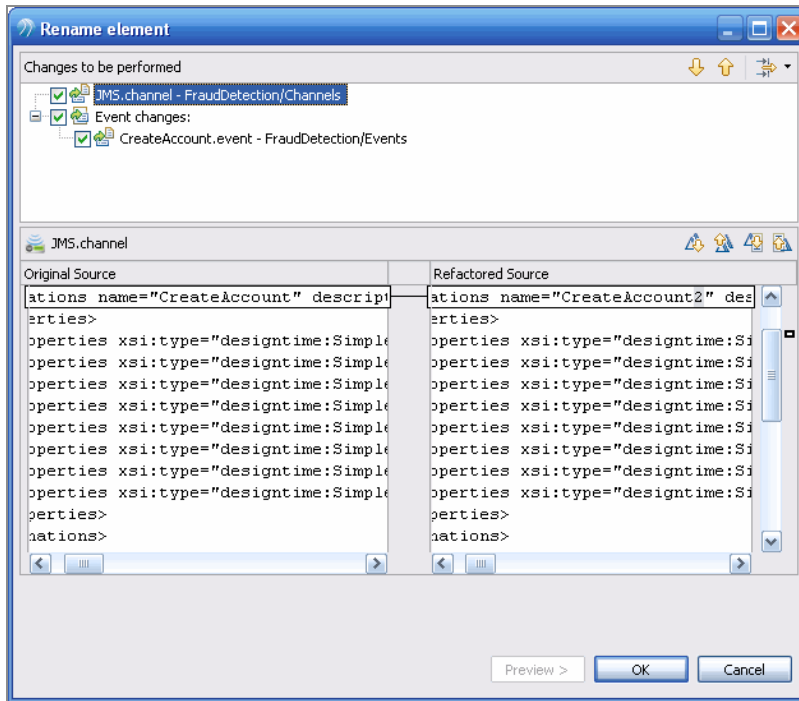 Rename element
Changes to be performed
JMS.channel - FraudDetection/Channels
Event changes:
CreateAccount.event - FraudDetection/Events
JMS.channel
Original Source
Refactored Source
ations name="CreateAccount" descript
ations name="CreateAccount2" des
erties>
erties>
operties xsi:type="designtime:Simple
operties xsi:type="designtime:Si
operties xsi:type="designtime:Simple
operties xsi:type="designtime:Si
operties xsi:type="designtime:Simple
operties xsi:type="designtime:Si
operties xsi:type="designtime:Simple
operties xsi:type="designtime:Si
operties xsi:type="designtime:Simple
operties xsi:type="designtime:Si
operties xsi:type="designtime:Simple
operties xsi:type="designtime:Si
operties xsi:type="designtime:Simple
operties xsi:type="designtime:Si
operties xsi:type="designtime:Simple
operties xsi:type="designtime:Si
perties>
perties>
nations>
nations>
Preview >
OK
Cancel